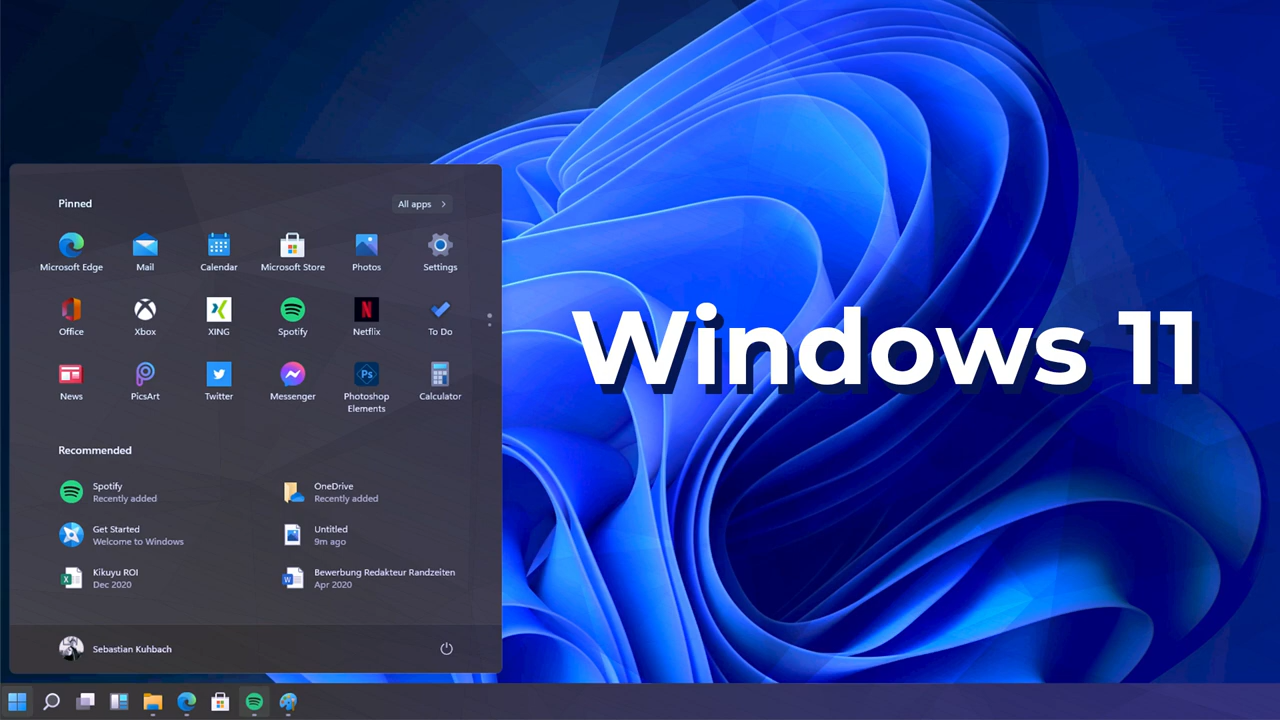 Pinned
All apps
Microsoft Edge
Mail
Calendar
Microsoft Store
Photos
Settings
Office
Xbox
XING
Spotify
Netflix
To Do
News
PicsArt
Twitter
Messenger
Ps
Photoshop
Elements
Calculator
Recommended
Spotify
Recently added
OneDrive
Recently added
Get Started
Welcome to Windows
Untitled
9m ago
Kikuyu ROI
Dec 2020
Bewerbung Redakteur Randzeiten
Apr 2020
Sebastian Kuhbach
Windows 11